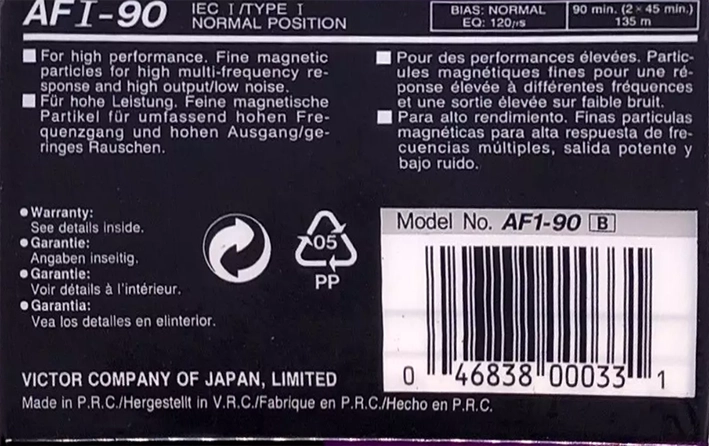 AFI-90
IEC I/TYPE I
NORMAL POSITION
BIAS: NORMAL
EQ: 120µs
90 min. (2 × 45 min.)
135 m
For high performance. Fine magnetic
particles for high multi-frequency re-
sponse and high output/low noise.
Für hohe Leistung. Feine magnetische
Partikel für umfassend hohen Fre-
quenzgang und hohen Ausgang/ge-
ringes Rauschen.
Pour des performances élevées. Partic-
ules magnétiques fines pour une ré-
ponse élevée à différentes fréquences
et une sortie élevée sur faible bruit.
Para alto rendimiento. Finas particulas
magnéticas para alta respuesta de fre-
cuencias múltiples, salida potente y
bajo ruido.
Warranty:
See details inside.
Garantie:
Angaben inseitig.
Garantie:
Voir détails à l'intérieur.
Garantia:
Vea los detalles en elinterior.
05
PP
Model No. AF1-90 B
0 46838 00033 1
VICTOR COMPANY OF JAPAN, LIMITED
Made in P.R.C./Hergestellt in V.R.C./Fabrique en P.R.C./Hecho en P.R.C.